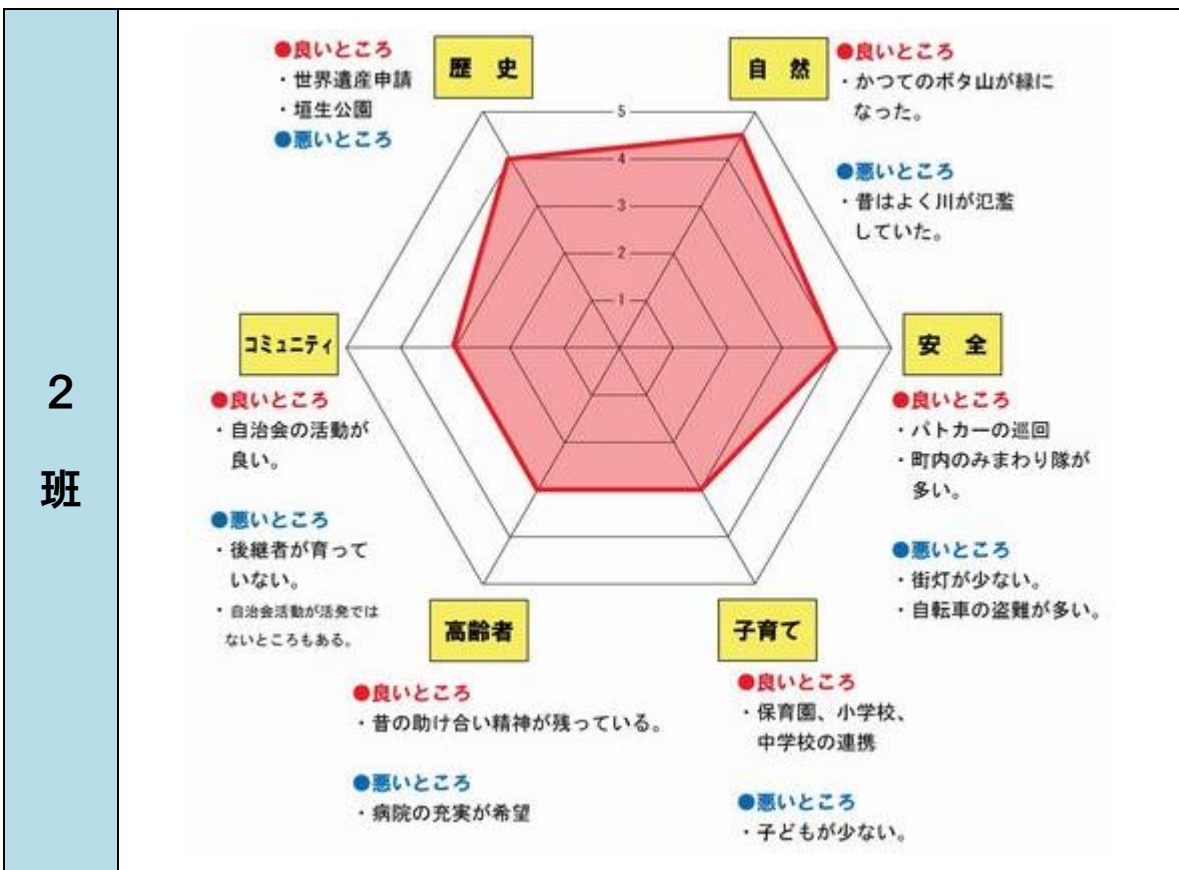 2
班
歴 史
●良いところ
・世界遺産申請
・垣生公園
●悪いところ
自 然
●良いところ
・かつてのボタ山が緑に
なった。
●悪いところ
・昔はよく川が氾濫
していた。
5
4
3
2
1
コミュニティ
●良いところ
・自治会の活動が
良い。
●悪いところ
・後継者が育って
いない。
・自治会活動が活発では
ないところもある。
安 全
●良いところ
・パトカーの巡回
・町内のみまわり隊が
多い。
●悪いところ
・街灯が少ない。
・自転車の盗難が多い。
高齢者
●良いところ
・昔の助け合い精神が残っている。
●悪いところ
・病院の充実が希望
子育て
●良いところ
・保育園、小学校、
中学校の連携
●悪いところ
・子どもが少ない。